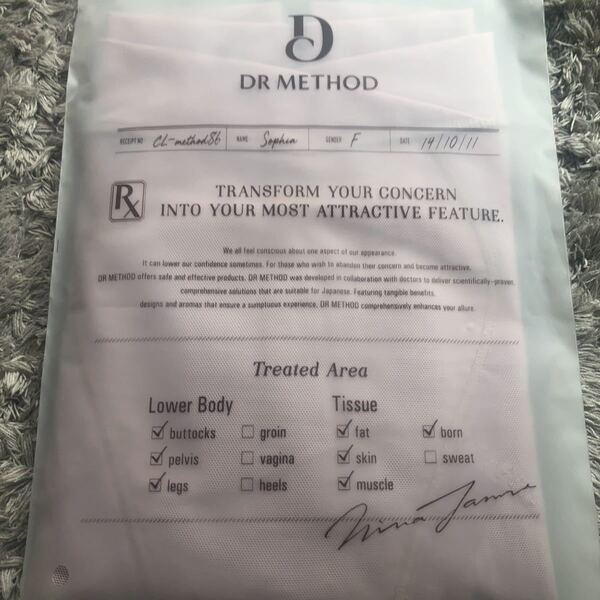 DR METHOD
RECEIPT NO CL-method86 NAME Sophia GENDER F DATE 14/10/11
Rx TRANSFORM YOUR CONCERN
INTO YOUR MOST ATTRACTIVE FEATURE.
We all feel conscious about one aspect of our appearance.
It can lower our confidence sometimes. For those who wish to abandon their concern and become attractive.
DR METHOD offers safe and effective products. DR METHOD was developed in collaboration with doctors to deliver scientifically-proven,
comprehensive solutions that are suitable for Japanese. Featuring tangible benefits,
designs and aromas that ensure a sumptuous experience, DR METHOD comprehensively enhances your allure.
Treated Area
Lower Body Tissue
buttocks groin fat born
pelvis vagina skin sweat
legs heels muscle